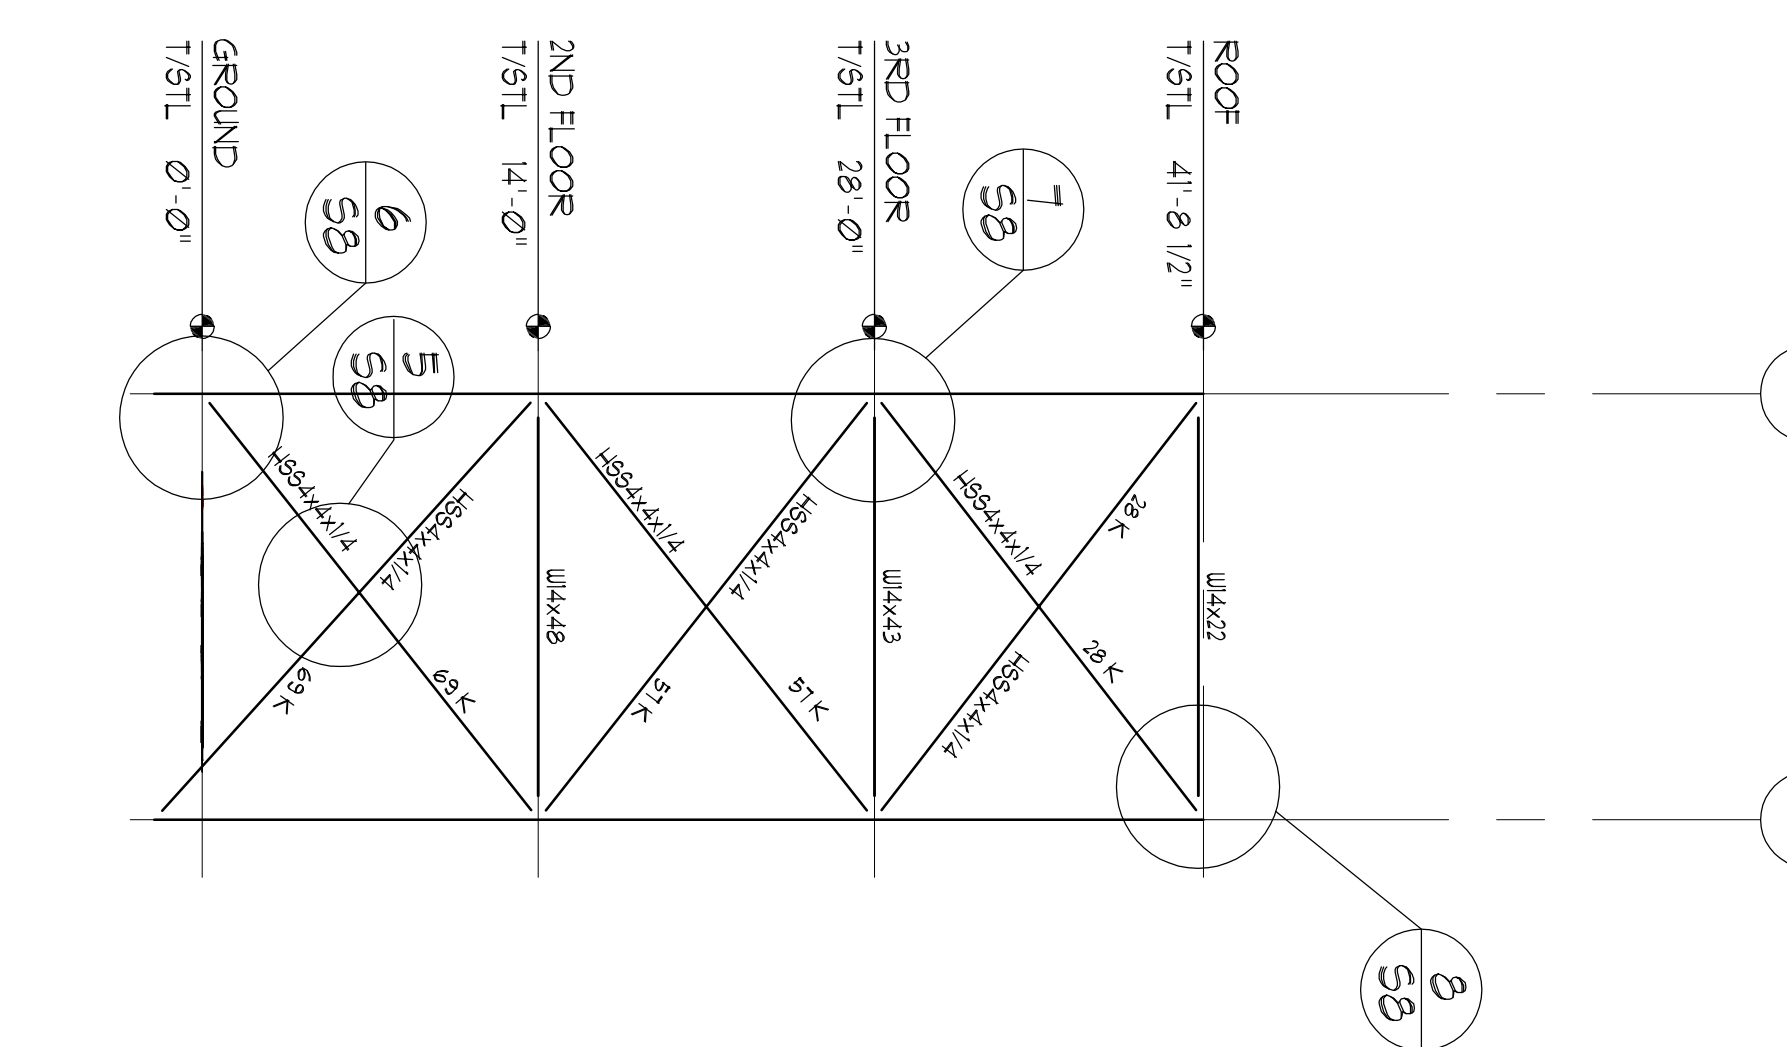 GROUND
T/STL 0'-0"
2ND FLOOR
T/STL 14'-0"
3RD FLOOR
T/STL 28'-0"
ROOF
T/STL 41'-8 1/2"
6
S8
5
S8
7
S8
8
S8
HSS4x4x1/4
HSS4x4x1/4
69 K
69 K
W14x48
HSS4x4x1/4
HSS4x4x1/4
57 K
57 K
W14x43
HSS4x4x1/4
28 K
HSS4x4x1/4
28 K
W14x22